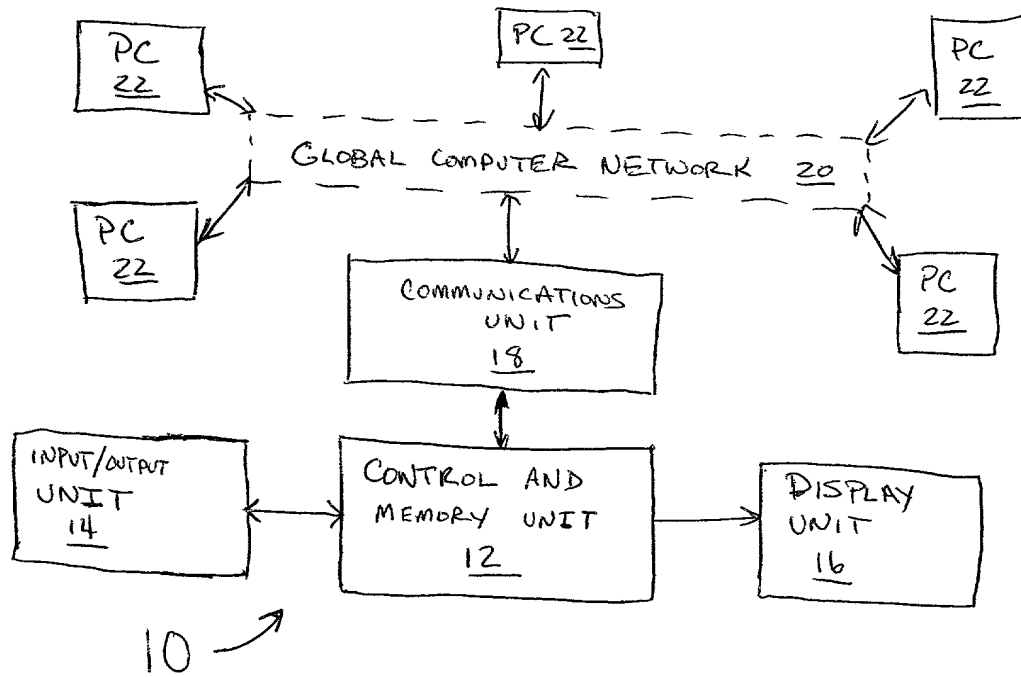 PC
22
PC 22
PC
22
GLOBAL COMPUTER NETWORK 20
PC
22
PC
22
COMMUNICATIONS
UNIT
18
INPUT/OUTPUT
UNIT
14
CONTROL AND
MEMORY UNIT
12
DISPLAY
UNIT
16
10